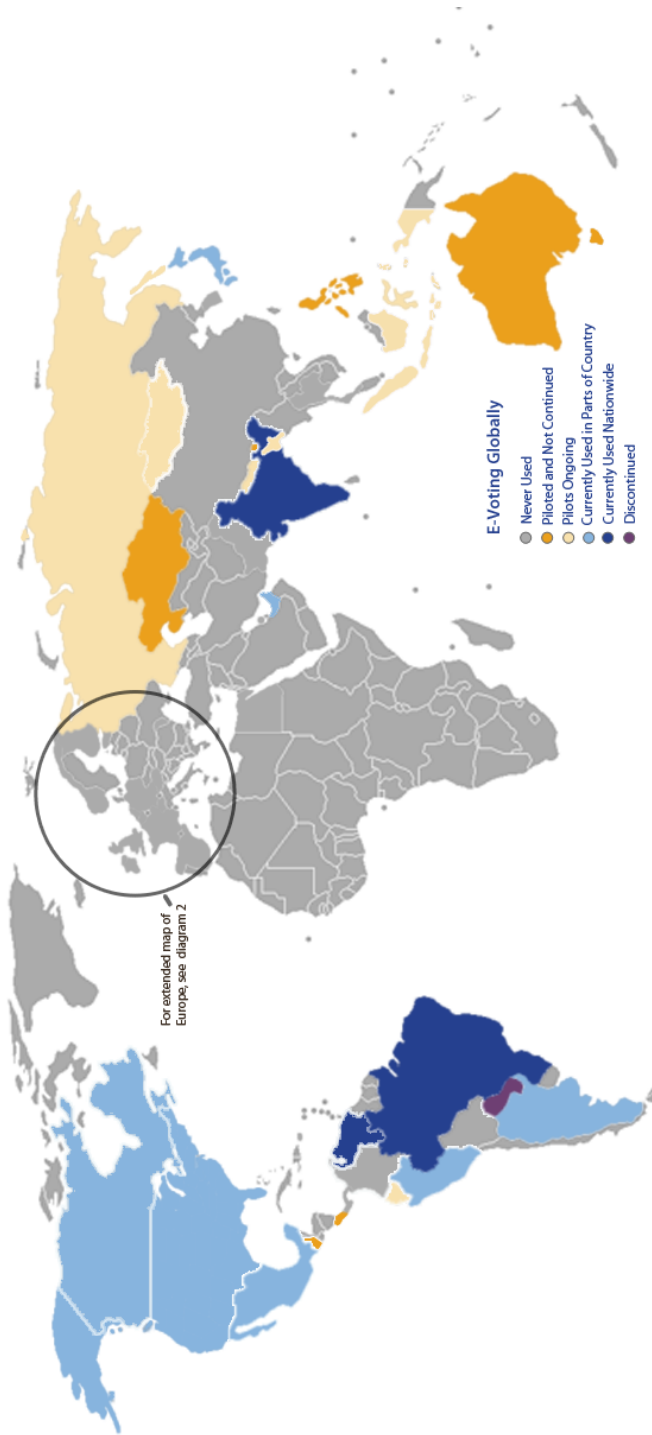 For extended map of
Europe, see diagram 2
E-Voting Globally
Never Used
Piloted and Not Continued
Pilots Ongoing
Currently Used in Parts of Country
Currently Used Nationwide
Discontinued